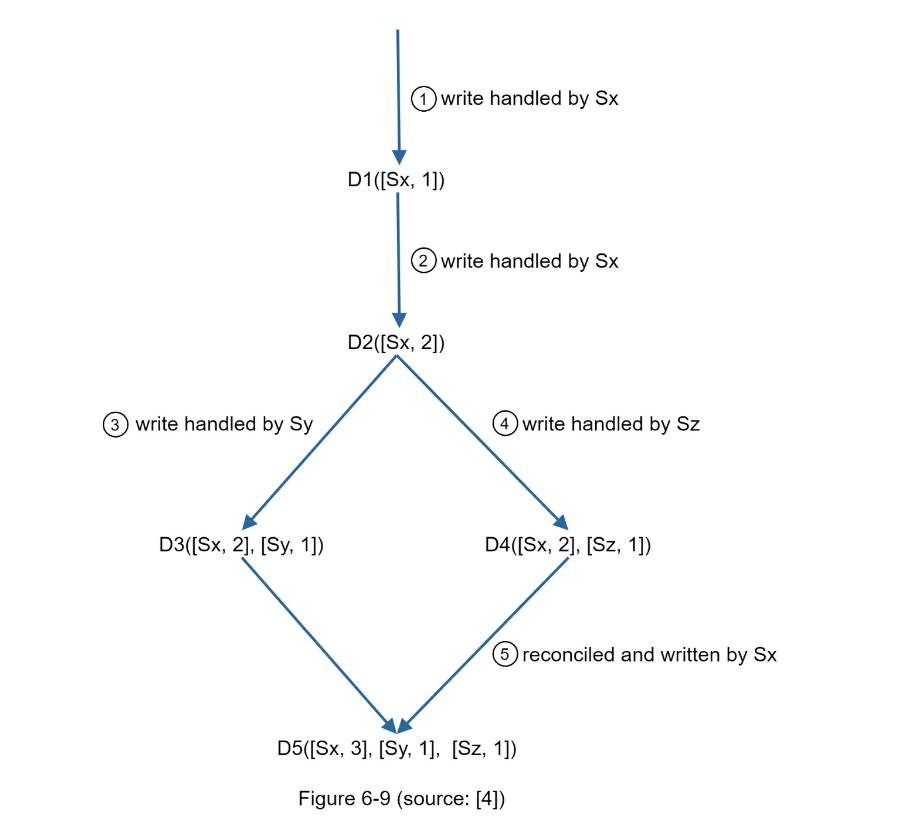 ① write handled by Sx
D1([Sx, 1])
② write handled by Sx
D2([Sx, 2])
③ write handled by Sy
④ write handled by Sz
D3([Sx, 2], [Sy, 1])
D4([Sx, 2], [Sz, 1])
⑤ reconciled and written by Sx
D5([Sx, 3], [Sy, 1], [Sz, 1])
Figure 6-9 (source: [4])